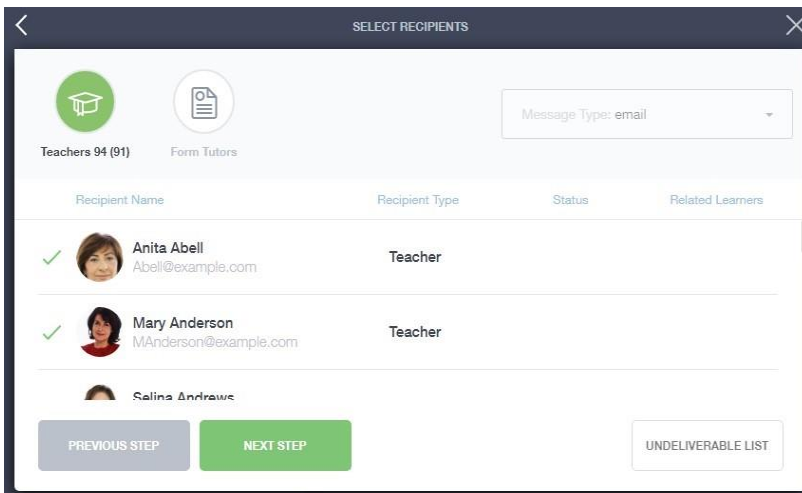 SELECT RECIPIENTS
Teachers 94 (91)
Form Tutors
Message Type: email
Recipient Name Recipient Type Status Related Learners
Anita Abell
Abell@example.com
Teacher
Mary Anderson
MAnderson@example.com
Teacher
Selina Andrews
PREVIOUS STEP
NEXT STEP
UNDELIVERABLE LIST